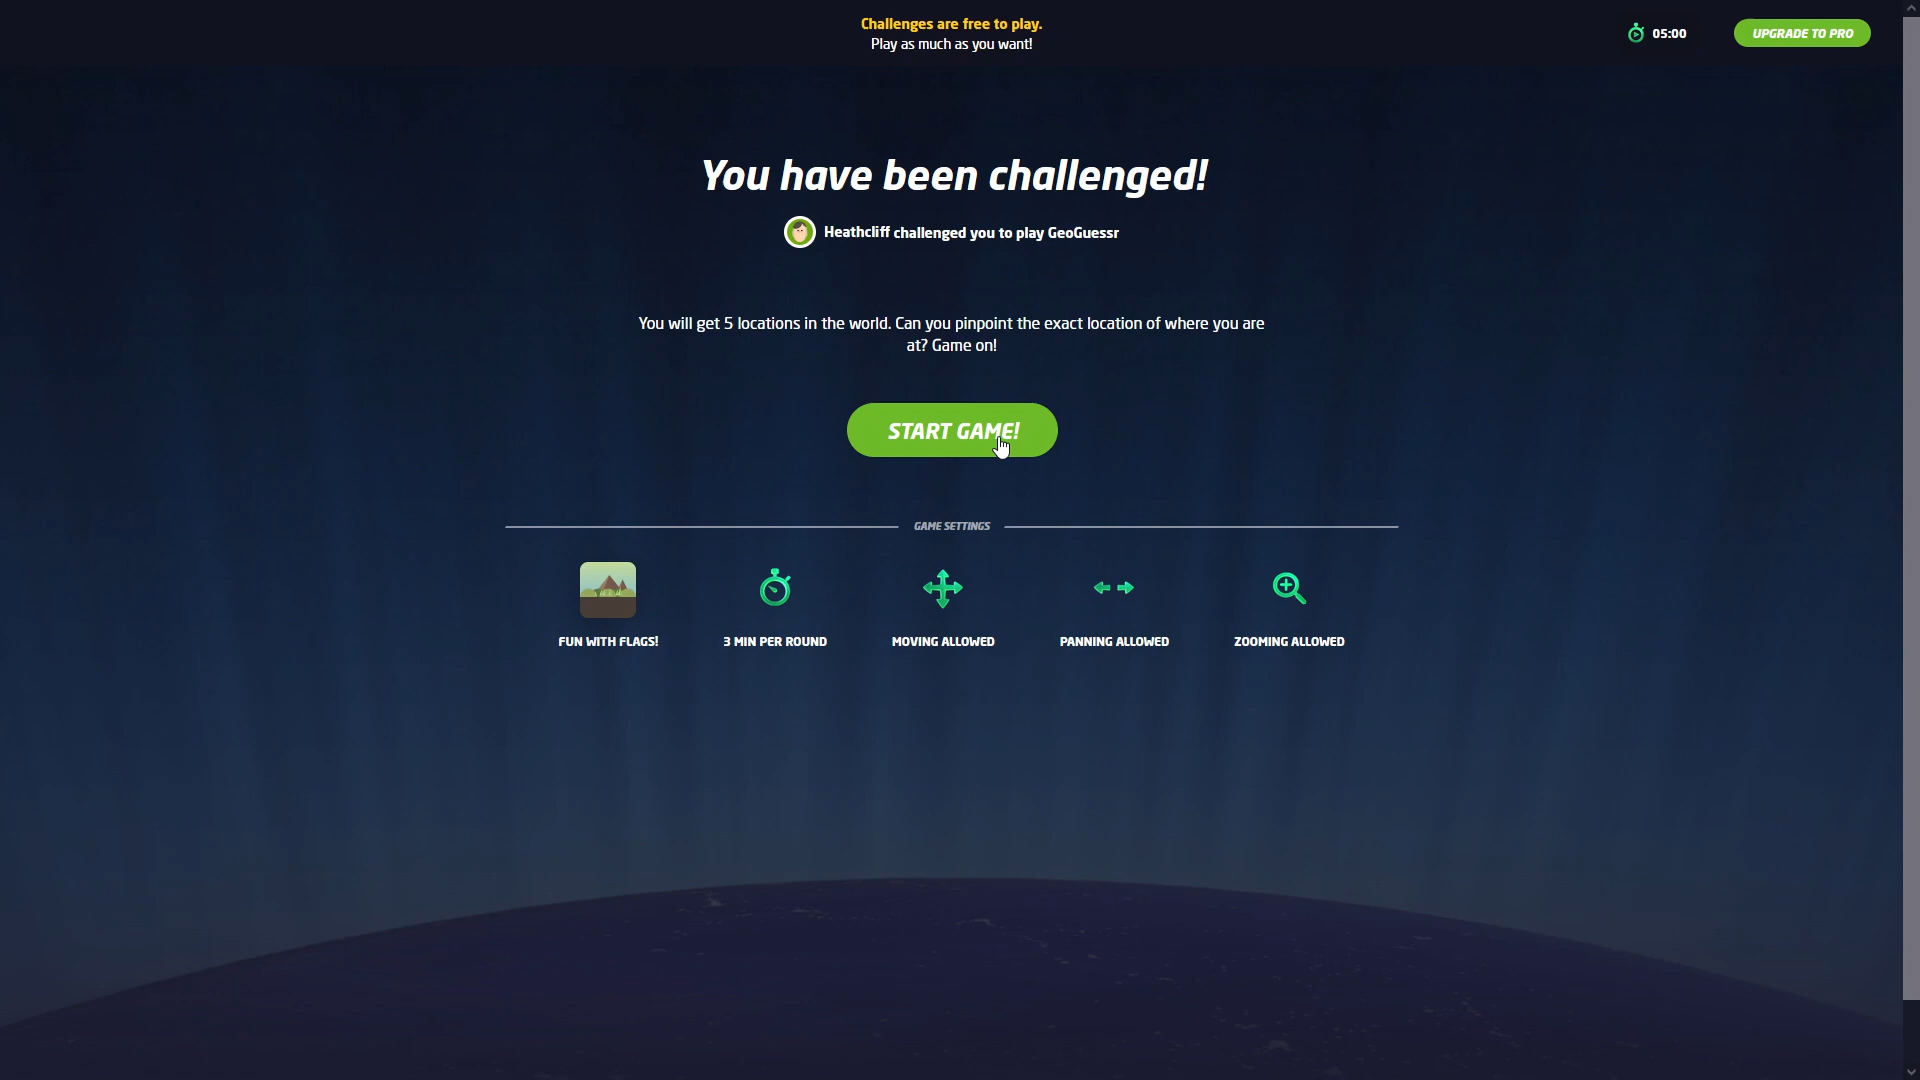 Challenges are free to play.
Play as much as you want!
05:00
UPGRADE TO PRO
You have been challenged!
Heathcliff challenged you to play GeoGuessr
You will get 5 locations in the world. Can you pinpoint the exact location of where you are
at? Game on!
START GAME!
GAME SETTINGS
FUN WITH FLAGS!
3 MIN PER ROUND
MOVING ALLOWED
PANNING ALLOWED
ZOOMING ALLOWED